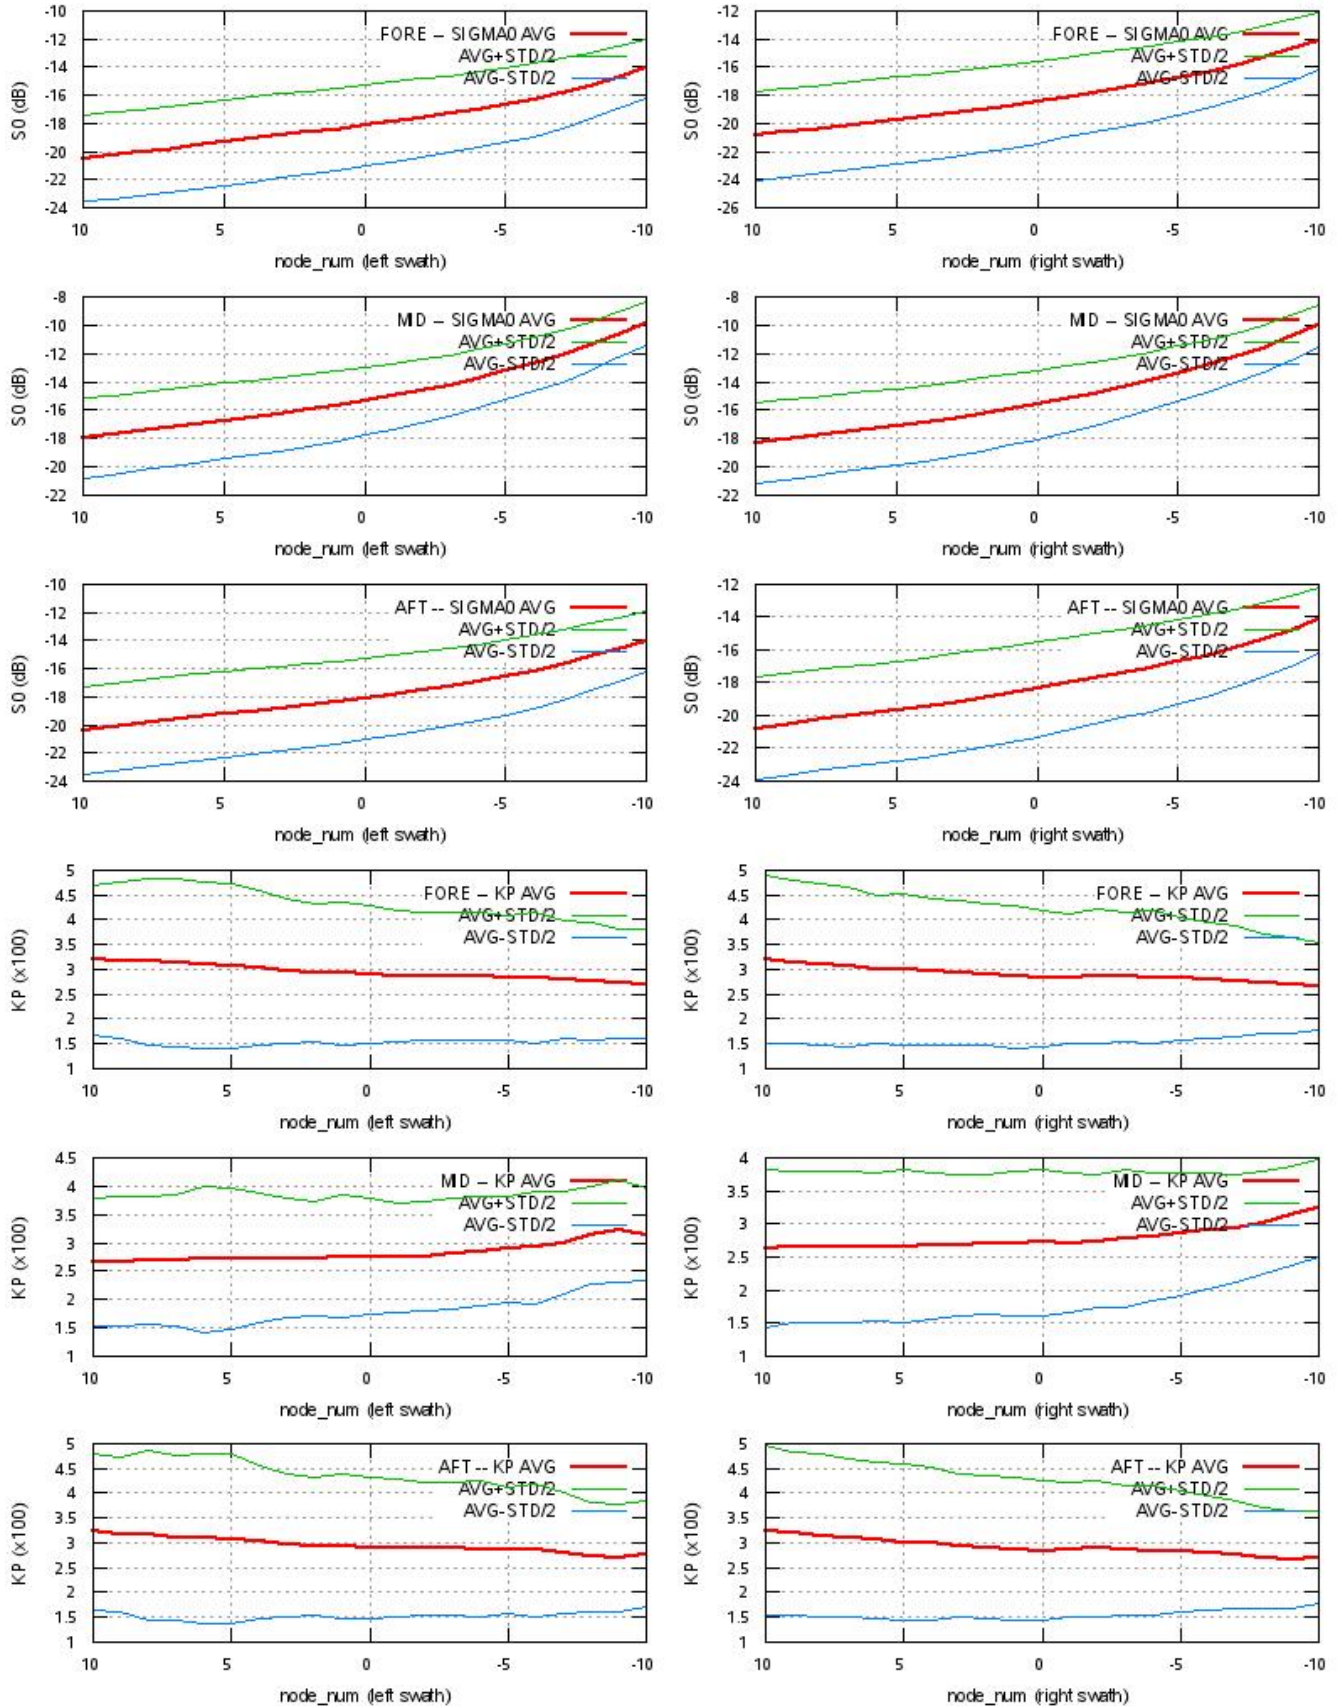 -10
-12
-14
-16
-18
-20
-22
-24
S0 (dB)
FORE -- SIGMA0 AVG
AVG+STD/2
AVG-STD/2
10 5 0 -5 -10
node_num (left swath)
-12
-14
-16
-18
-20
-22
-24
-26
S0 (dB)
FORE -- SIGMA0 AVG
AVG+STD/2
AVG-STD/2
10 5 0 -5 -10
node_num (right swath)
-8
-10
-12
-14
-16
-18
-20
-22
S0 (dB)
MID -- SIGMA0 AVG
AVG+STD/2
AVG-STD/2
10 5 0 -5 -10
node_num (left swath)
-8
-10
-12
-14
-16
-18
-20
-22
S0 (dB)
MID -- SIGMA0 AVG
AVG+STD/2
AVG-STD/2
10 5 0 -5 -10
node_num (right swath)
-10
-12
-14
-16
-18
-20
-22
-24
S0 (dB)
AFT -- SIGMA0 AVG
AVG+STD/2
AVG-STD/2
10 5 0 -5 -10
node_num (left swath)
-12
-14
-16
-18
-20
-22
-24
S0 (dB)
AFT -- SIGMA0 AVG
AVG+STD/2
AVG-STD/2
10 5 0 -5 -10
node_num (right swath)
5
4.5
4
3.5
3
2.5
2
1.5
1
KP (x100)
FORE -- KP AVG
AVG+STD/2
AVG-STD/2
10 5 0 -5 -10
node_num (left swath)
5
4.5
4
3.5
3
2.5
2
1.5
1
KP (x100)
FORE -- KP AVG
AVG+STD/2
AVG-STD/2
10 5 0 -5 -10
node_num (right swath)
4.5
4
3.5
3
2.5
2
1.5
1
KP (x100)
MID -- KP AVG
AVG+STD/2
AVG-STD/2
10 5 0 -5 -10
node_num (left swath)
4
3.5
3
2.5
2
1.5
1
KP (x100)
MID -- KP AVG
AVG+STD/2
AVG-STD/2
10 5 0 -5 -10
node_num (right swath)
5
4.5
4
3.5
3
2.5
2
1.5
1
KP (x100)
AFT -- KP AVG
AVG+STD/2
AVG-STD/2
10 5 0 -5 -10
node_num (left swath)
5
4.5
4
3.5
3
2.5
2
1.5
1
KP (x100)
AFT -- KP AVG
AVG+STD/2
AVG-STD/2
10 5 0 -5 -10
node_num (right swath)